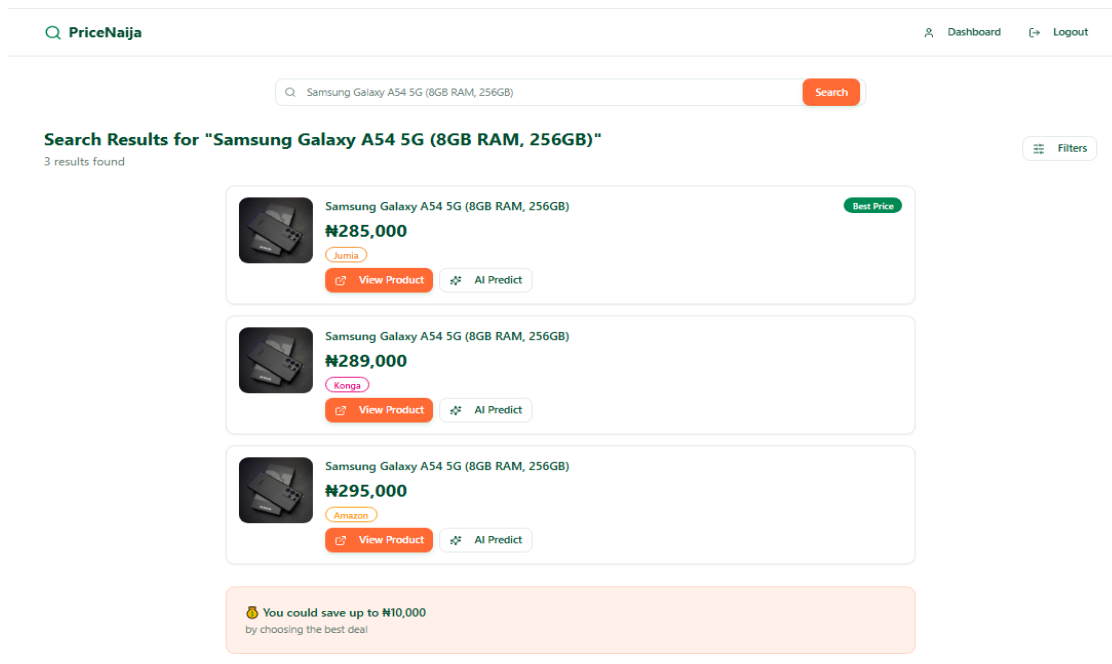 PriceNaija
Dashboard
Logout
Samsung Galaxy A54 5G (8GB RAM, 256GB)
Search
Search Results for "Samsung Galaxy A54 5G (8GB RAM, 256GB)"
3 results found
Filters
Samsung Galaxy A54 5G (8GB RAM, 256GB)
Best Price
₦285,000
Jumia
View Product
AI Predict
Samsung Galaxy A54 5G (8GB RAM, 256GB)
₦289,000
Konga
View Product
AI Predict
Samsung Galaxy A54 5G (8GB RAM, 256GB)
₦295,000
Amazon
View Product
AI Predict
You could save up to ₦10,000
by choosing the best deal